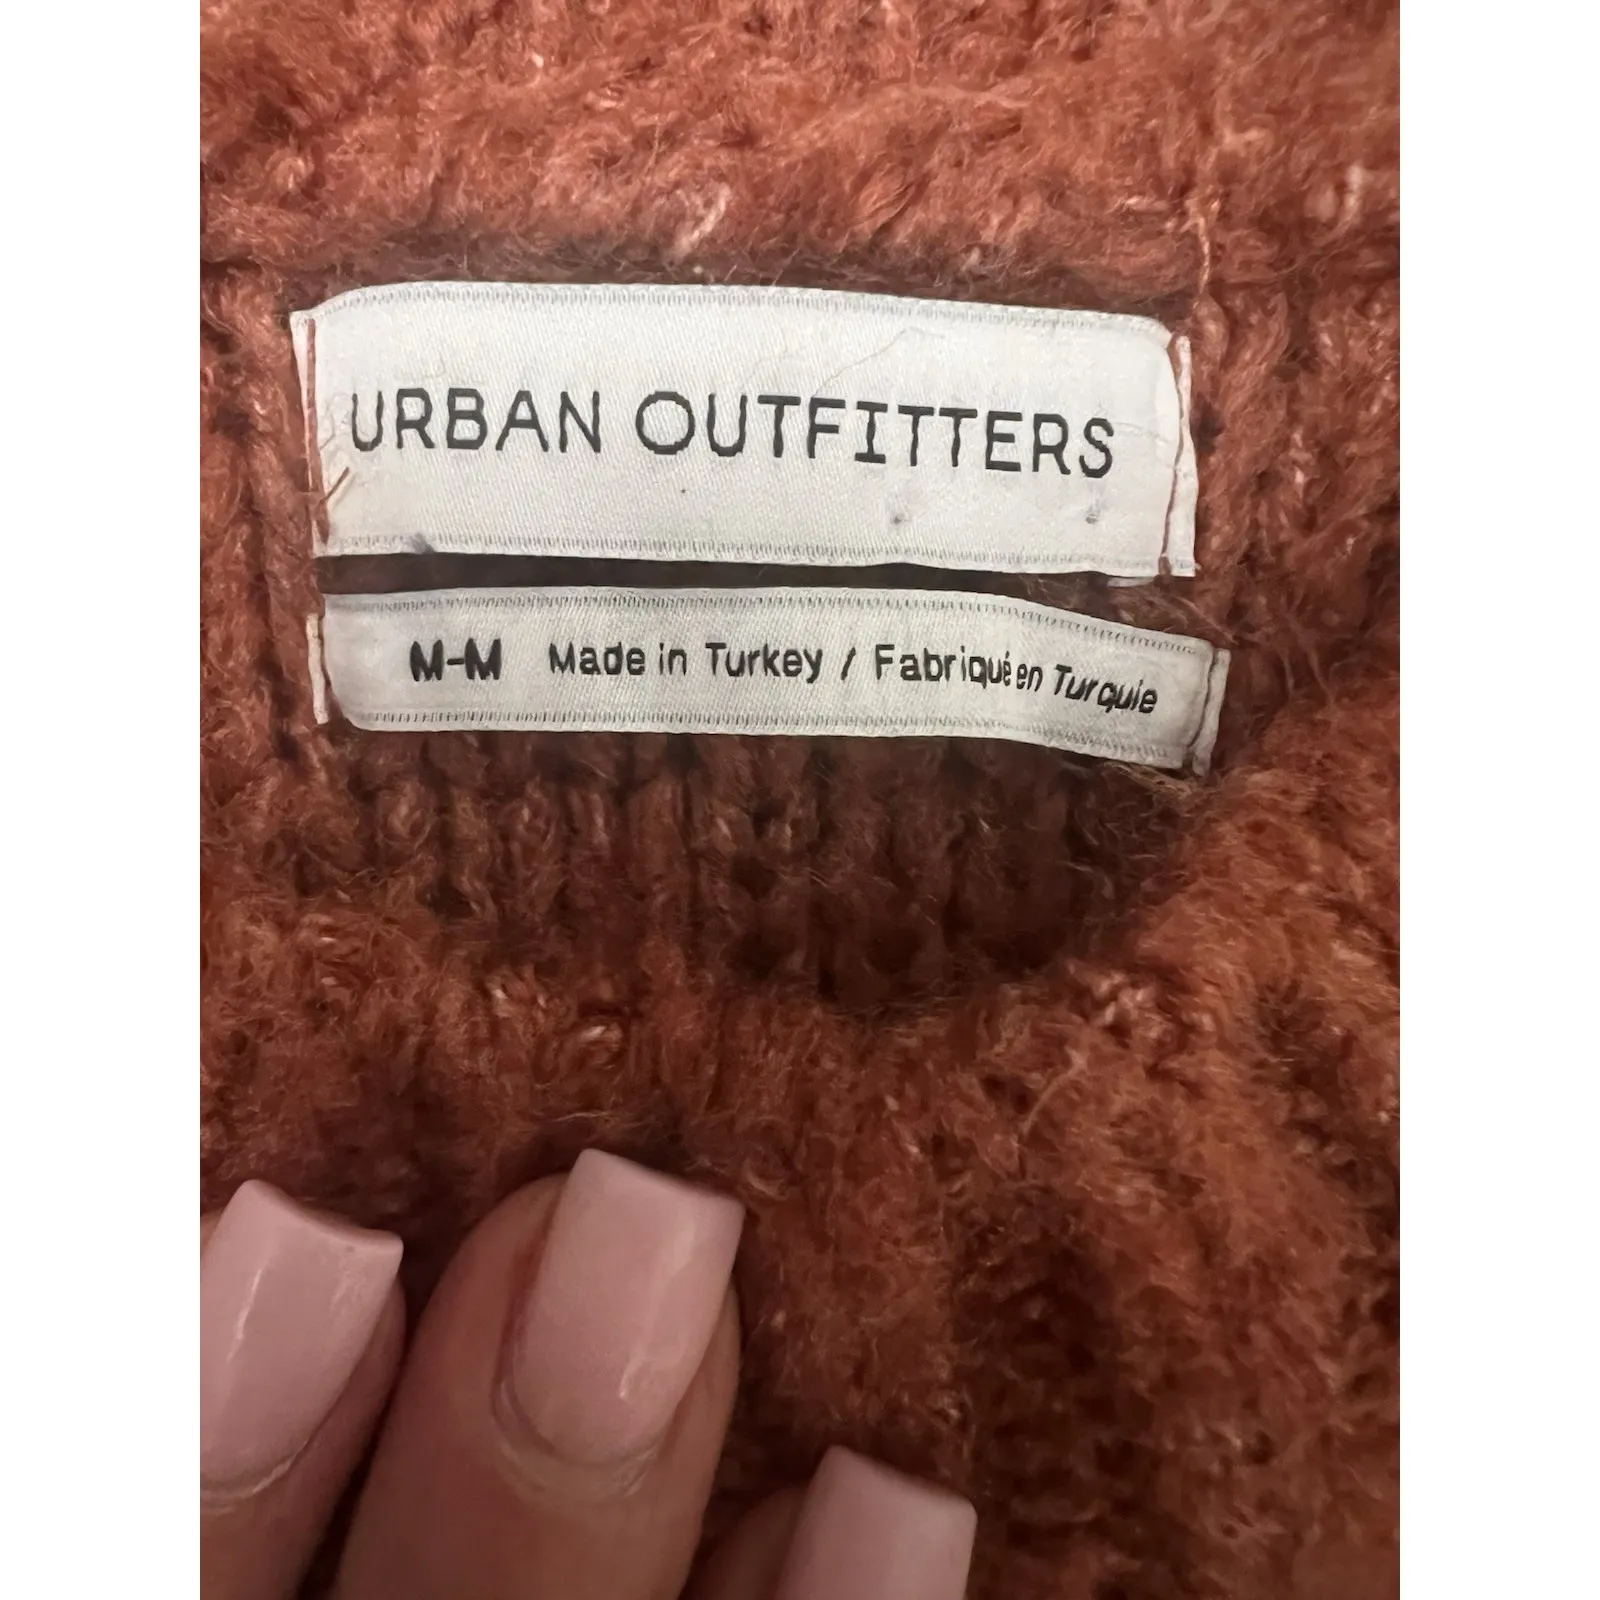 URBAN OUTFITTERS
M-M Made in Turkey / Fabriqué en Turquie